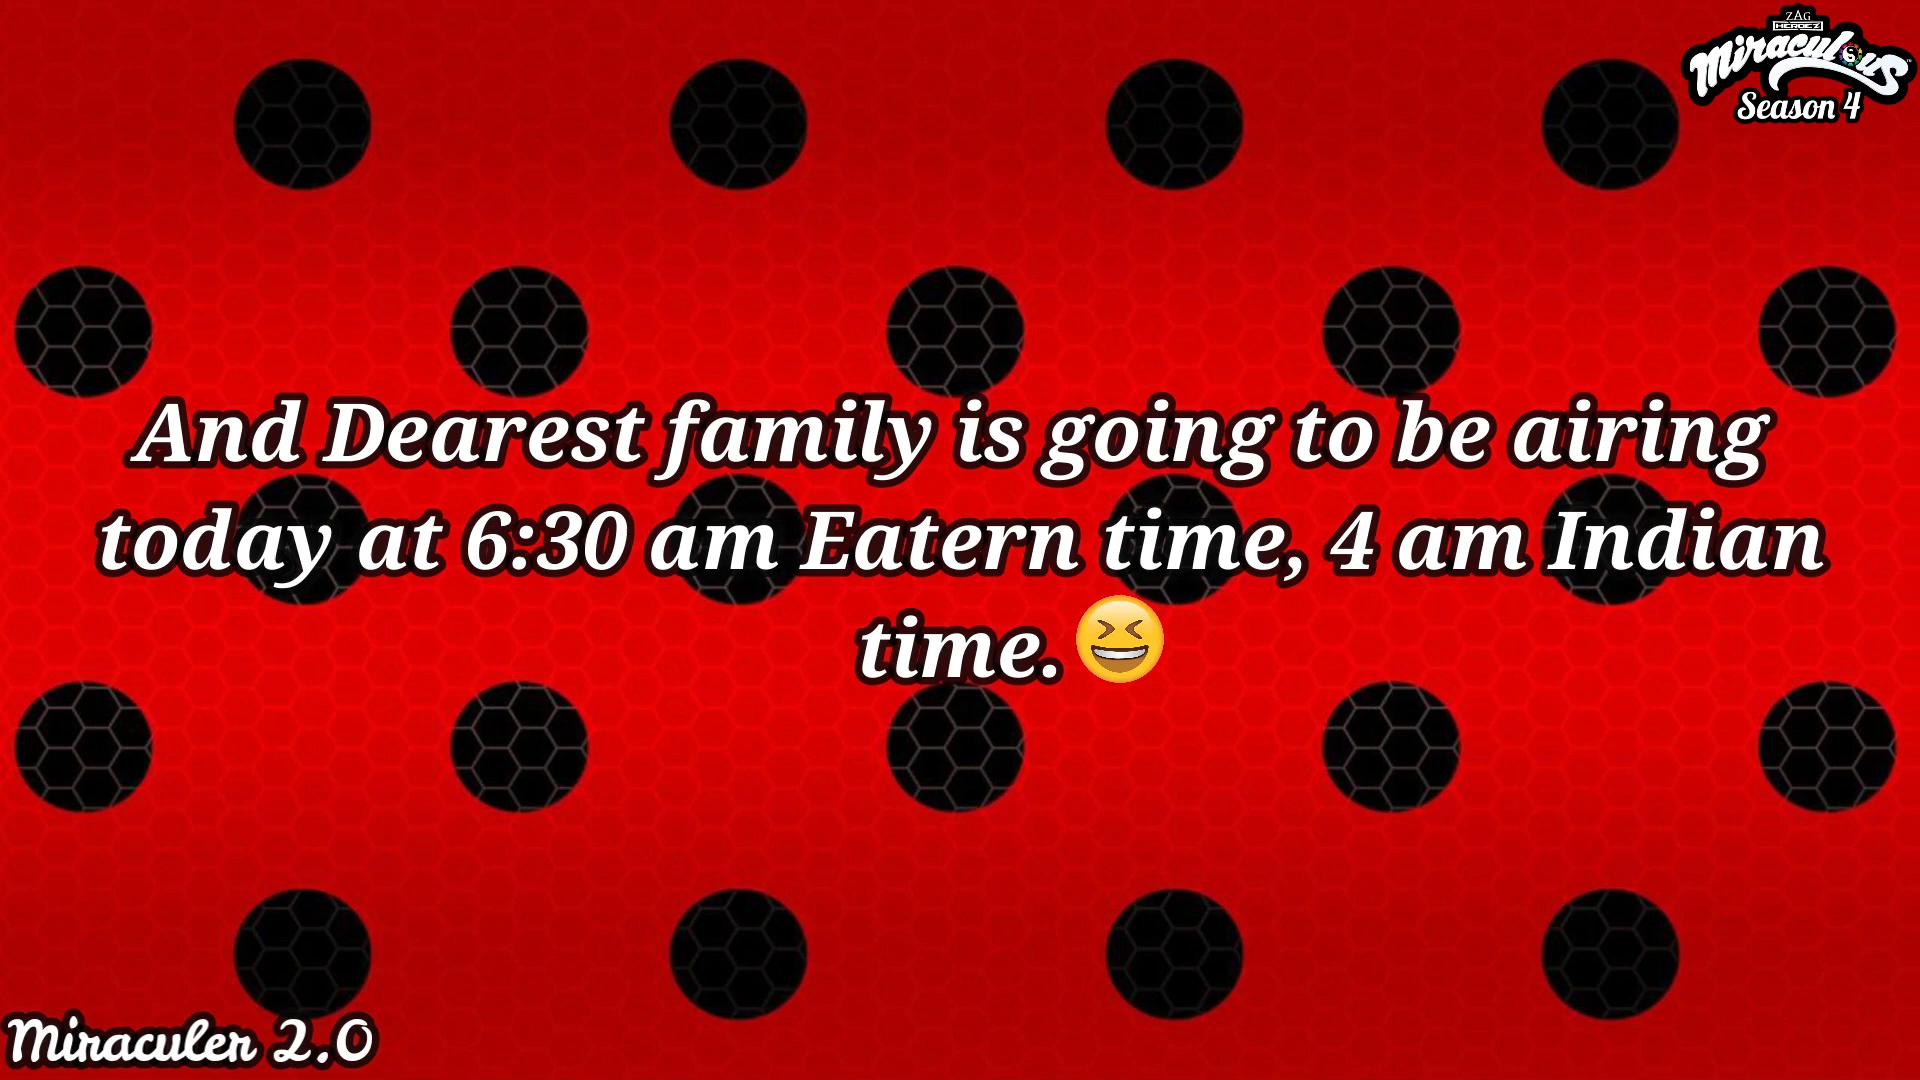 ZAG
HEROEZ
Miraculous
Season 4
And Dearest family is going to be airing
today at 6:30 am Eatern time, 4 am Indian
time.😆
Miraculer 2.0